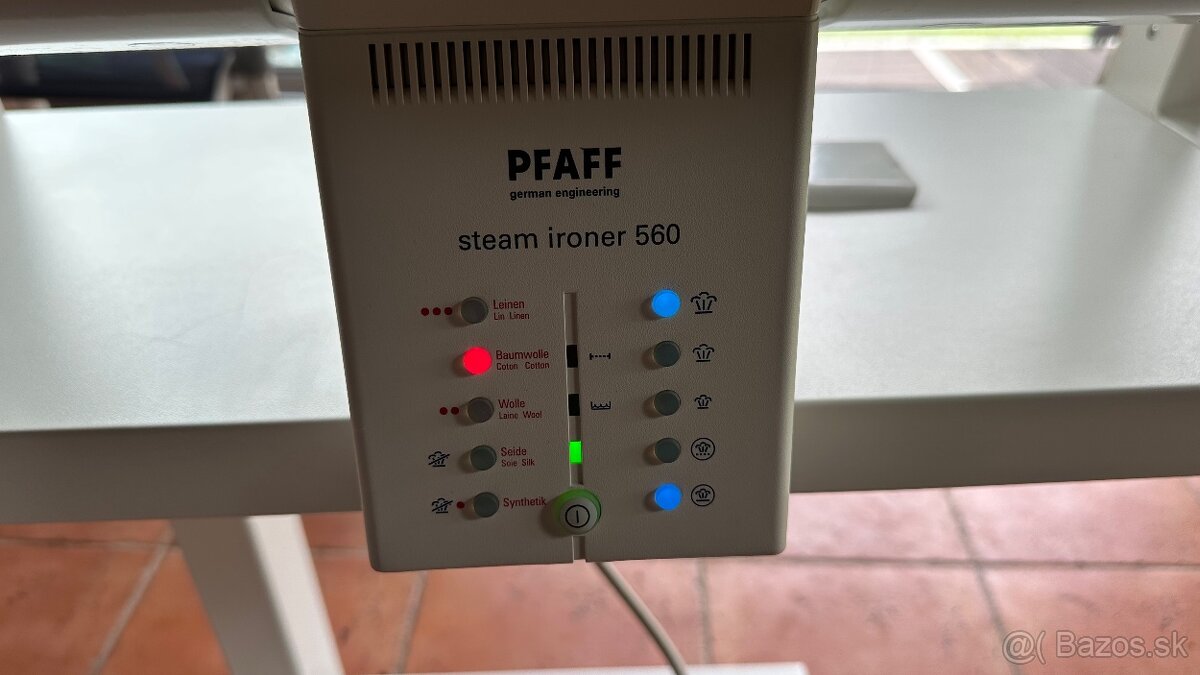 PFAFF
german engineering
steam ironer 560
Leinen
Lin Linen
Baumwolle
Coton Cotton
Wolle
Laine Wool
Seide
Soie Silk
Synthetik
@( Bazos.sk